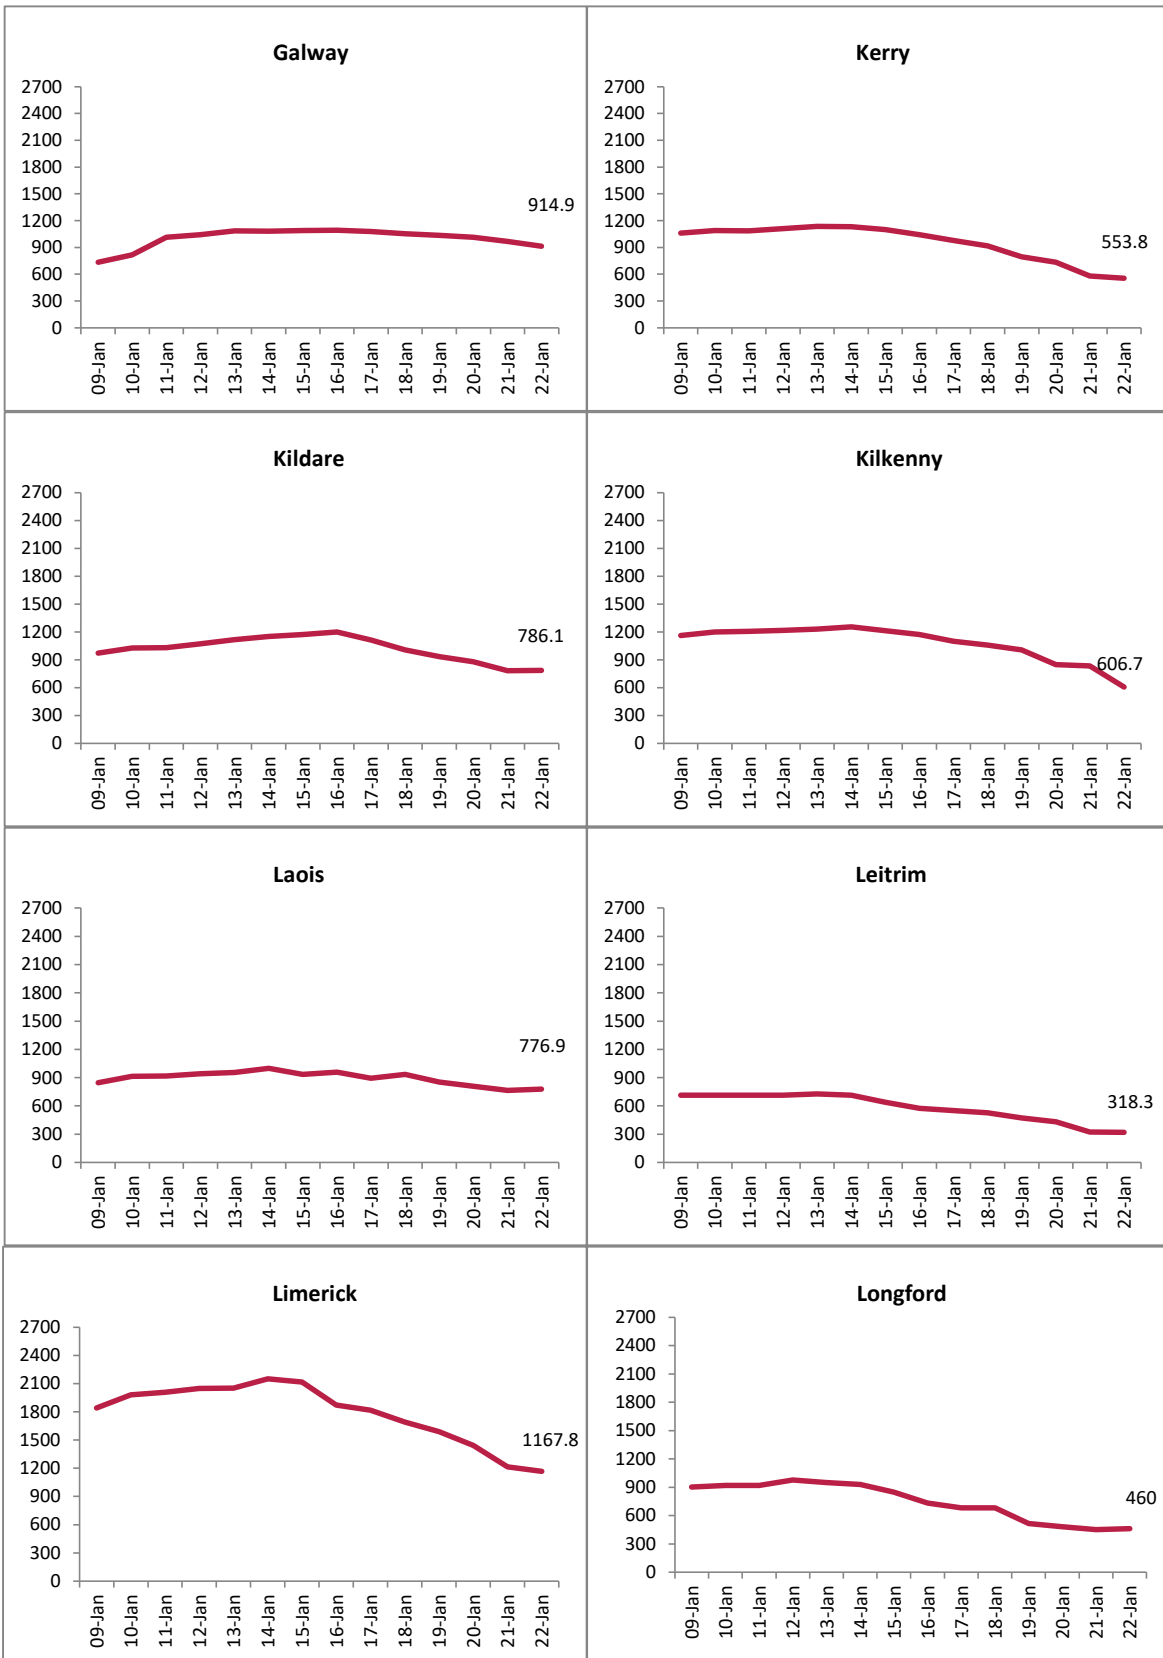 Galway
2700
2400
2100
1800
1500
1200
900
600
300
0
914.9
09-Jan
10-Jan
11-Jan
12-Jan
13-Jan
14-Jan
15-Jan
16-Jan
17-Jan
18-Jan
19-Jan
20-Jan
21-Jan
22-Jan
Kerry
2700
2400
2100
1800
1500
1200
900
600
300
0
553.8
09-Jan
10-Jan
11-Jan
12-Jan
13-Jan
14-Jan
15-Jan
16-Jan
17-Jan
18-Jan
19-Jan
20-Jan
21-Jan
22-Jan
Kildare
2700
2400
2100
1800
1500
1200
900
600
300
0
786.1
09-Jan
10-Jan
11-Jan
12-Jan
13-Jan
14-Jan
15-Jan
16-Jan
17-Jan
18-Jan
19-Jan
20-Jan
21-Jan
22-Jan
Kilkenny
2700
2400
2100
1800
1500
1200
900
600
300
0
606.7
09-Jan
10-Jan
11-Jan
12-Jan
13-Jan
14-Jan
15-Jan
16-Jan
17-Jan
18-Jan
19-Jan
20-Jan
21-Jan
22-Jan
Laois
2700
2400
2100
1800
1500
1200
900
600
300
0
776.9
09-Jan
10-Jan
11-Jan
12-Jan
13-Jan
14-Jan
15-Jan
16-Jan
17-Jan
18-Jan
19-Jan
20-Jan
21-Jan
22-Jan
Leitrim
2700
2400
2100
1800
1500
1200
900
600
300
0
318.3
09-Jan
10-Jan
11-Jan
12-Jan
13-Jan
14-Jan
15-Jan
16-Jan
17-Jan
18-Jan
19-Jan
20-Jan
21-Jan
22-Jan
Limerick
2700
2400
2100
1800
1500
1200
900
600
300
0
1167.8
09-Jan
10-Jan
11-Jan
12-Jan
13-Jan
14-Jan
15-Jan
16-Jan
17-Jan
18-Jan
19-Jan
20-Jan
21-Jan
22-Jan
Longford
2700
2400
2100
1800
1500
1200
900
600
300
0
460
09-Jan
10-Jan
11-Jan
12-Jan
13-Jan
14-Jan
15-Jan
16-Jan
17-Jan
18-Jan
19-Jan
20-Jan
21-Jan
22-Jan